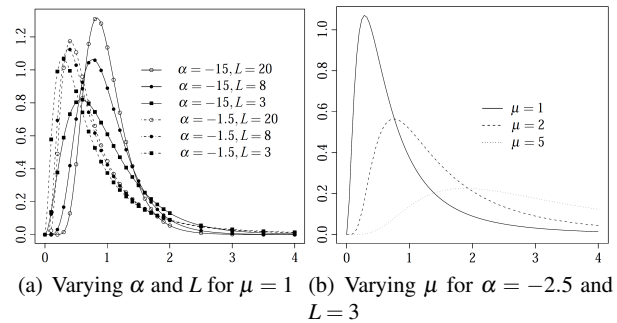 1.2
1.0
0.8
0.6
0.4
0.2
0.0
0 1 2 3 4
α = −15, L = 20
α = −15, L = 8
α = −15, L = 3
α = −1.5, L = 20
α = −1.5, L = 8
α = −1.5, L = 3
(a) Varying α and L for μ = 1
1.0
0.8
0.6
0.4
0.2
0.0
0 1 2 3 4
μ = 1
μ = 2
μ = 5
(b) Varying μ for α = −2.5 and
L = 3